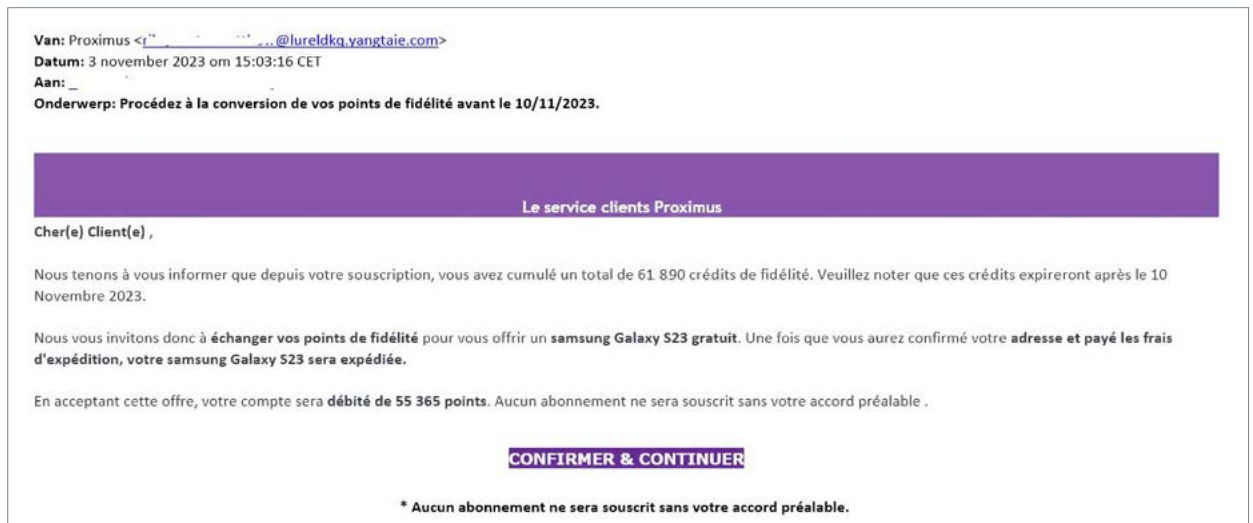 Van: Proximus <@lureldkq.yangtaie.com>
Datum: 3 november 2023 om 15:03:16 CET
Aan:
Onderwerp: Procédez à la conversion de vos points de fidélité avant le 10/11/2023.
Le service clients Proximus
Cher(e) Client(e) ,
Nous tenons à vous informer que depuis votre souscription, vous avez cumulé un total de 61 890 crédits de fidélité. Veuillez noter que ces crédits expireront après le 10
Novembre 2023.
Nous vous invitons donc à échanger vos points de fidélité pour vous offrir un samsung Galaxy S23 gratuit. Une fois que vous aurez confirmé votre adresse et payé les frais
d'expédition, votre samsung Galaxy S23 sera expédiée.
En acceptant cette offre, votre compte sera débité de 55 365 points. Aucun abonnement ne sera souscrit sans votre accord préalable .
CONFIRMER & CONTINUER
* Aucun abonnement ne sera souscrit sans votre accord préalable.